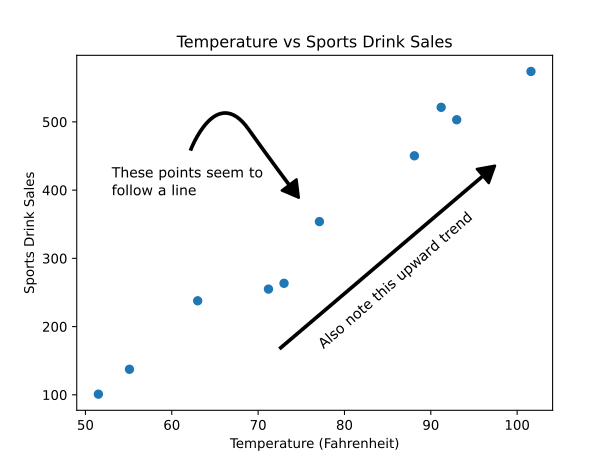 Temperature vs Sports Drink Sales
500
400
300
200
100
Sports Drink Sales
These points seem to
follow a line
Also note this upward trend
50 60 70 80 90 100
Temperature (Fahrenheit)